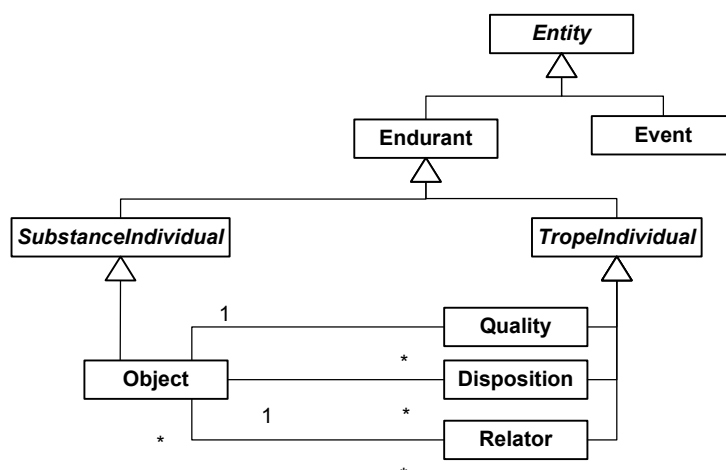 Entity
Endurant
Event
SubstanceIndividual
TropeIndividual
1
Quality
*
Object
Disposition
1
*
*
Relator
*